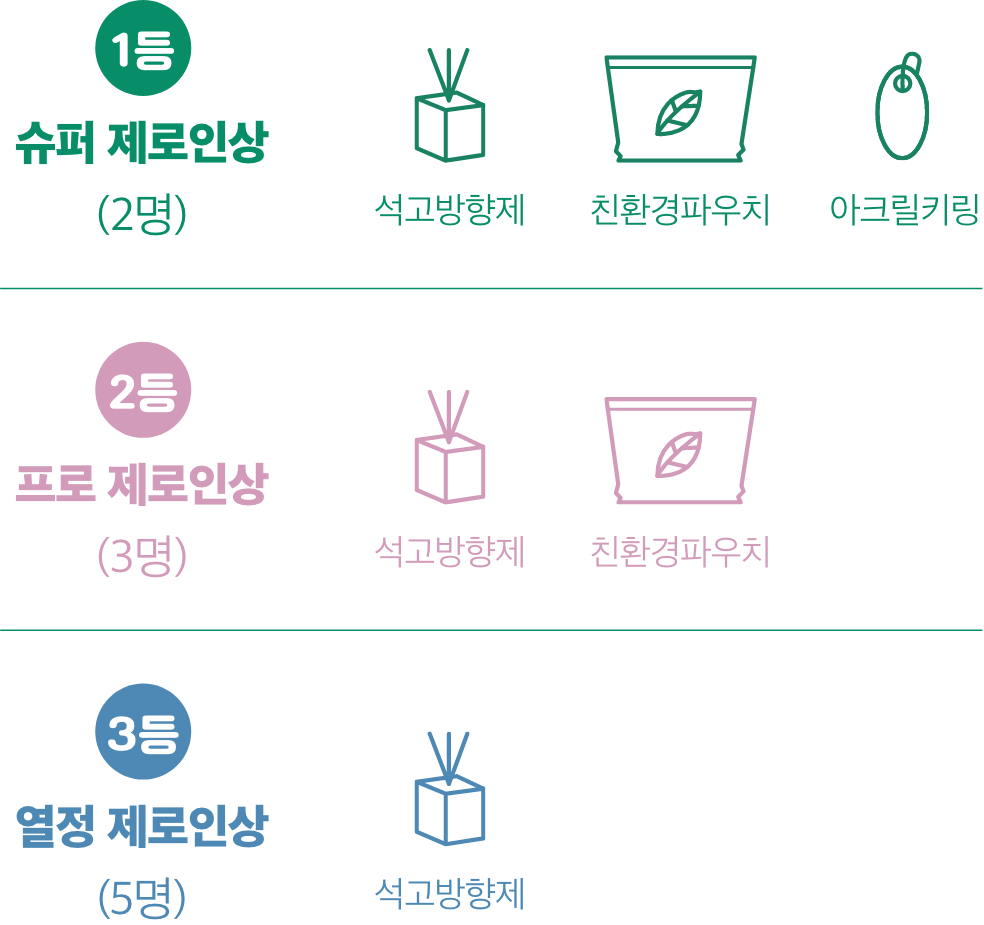 1등
슈퍼 제로인상
(2명)
석고방향제
친환경파우치
아크릴키링
2등
프로 제로인상
(3명)
석고방향제
친환경파우치
3등
열정 제로인상
(5명)
석고방향제